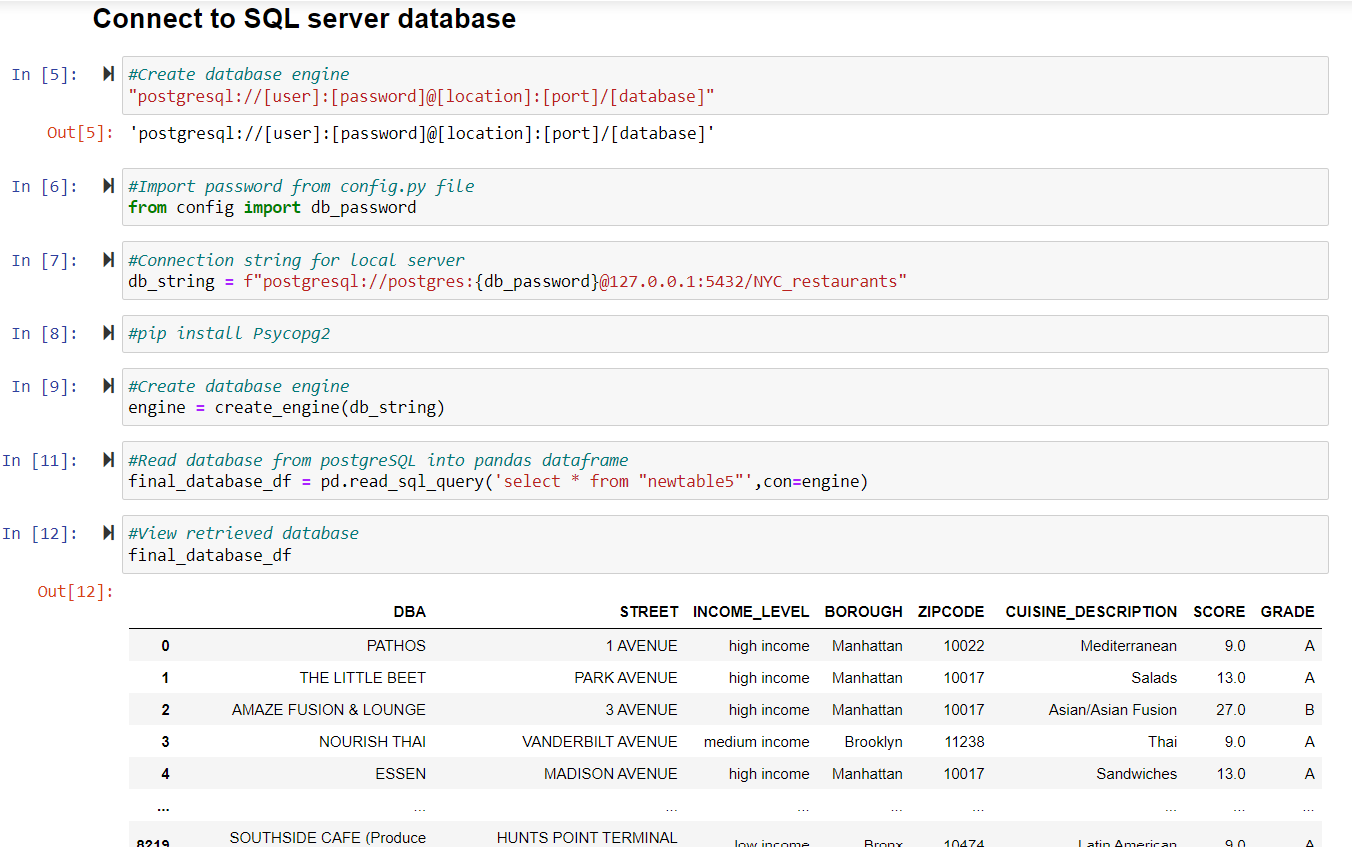 Connect to SQL server database
In [5]: #Create database engine
"postgresql://[user]:[password]@[location]:[port]/[database]"
Out[5]: 'postgresql://[user]:[password]@[location]:[port]/[database]'
In [6]: #Import password from config.py file
from config import db_password
In [7]: #Connection string for local server
db_string = f"postgresql://postgres:{db_password}@127.0.0.1:5432/NYC_restaurants"
In [8]: #pip install Psycopg2
In [9]: #Create database engine
engine = create_engine(db_string)
In [11]: #Read database from postgreSQL into pandas dataframe
final_database_df = pd.read_sql_query('select * from "newtable5"',con=engine)
In [12]: #View retrieved database
final_database_df
Out[12]:
DBA STREET INCOME_LEVEL BOROUGH ZIPCODE CUISINE_DESCRIPTION SCORE GRADE
0 PATHOS 1 AVENUE high income Manhattan 10022 Mediterranean 9.0 A
1 THE LITTLE BEET PARK AVENUE high income Manhattan 10017 Salads 13.0 A
2 AMAZE FUSION & LOUNGE 3 AVENUE high income Manhattan 10017 Asian/Asian Fusion 27.0 B
3 NOURISH THAI VANDERBILT AVENUE medium income Brooklyn 11238 Thai 9.0 A
4 ESSEN MADISON AVENUE high income Manhattan 10017 Sandwiches 13.0 A
... ... ... ... ... ... ... ... ...
SOUTHSIDE CAFE (Produce HUNTS POINT TERMINAL
8219 low income Bronx 10474 Latin American 9.0 A